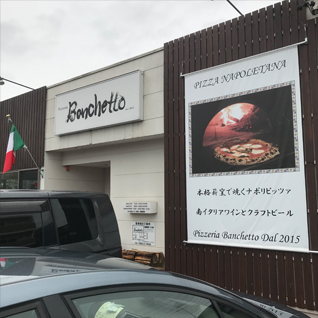 Banchetto
PIZZA NAPOLETANA
本格薪窯で焼くナポリピッツァ
南イタリアワインとクラフトビール
Pizzeria Banchetto Dal 2015